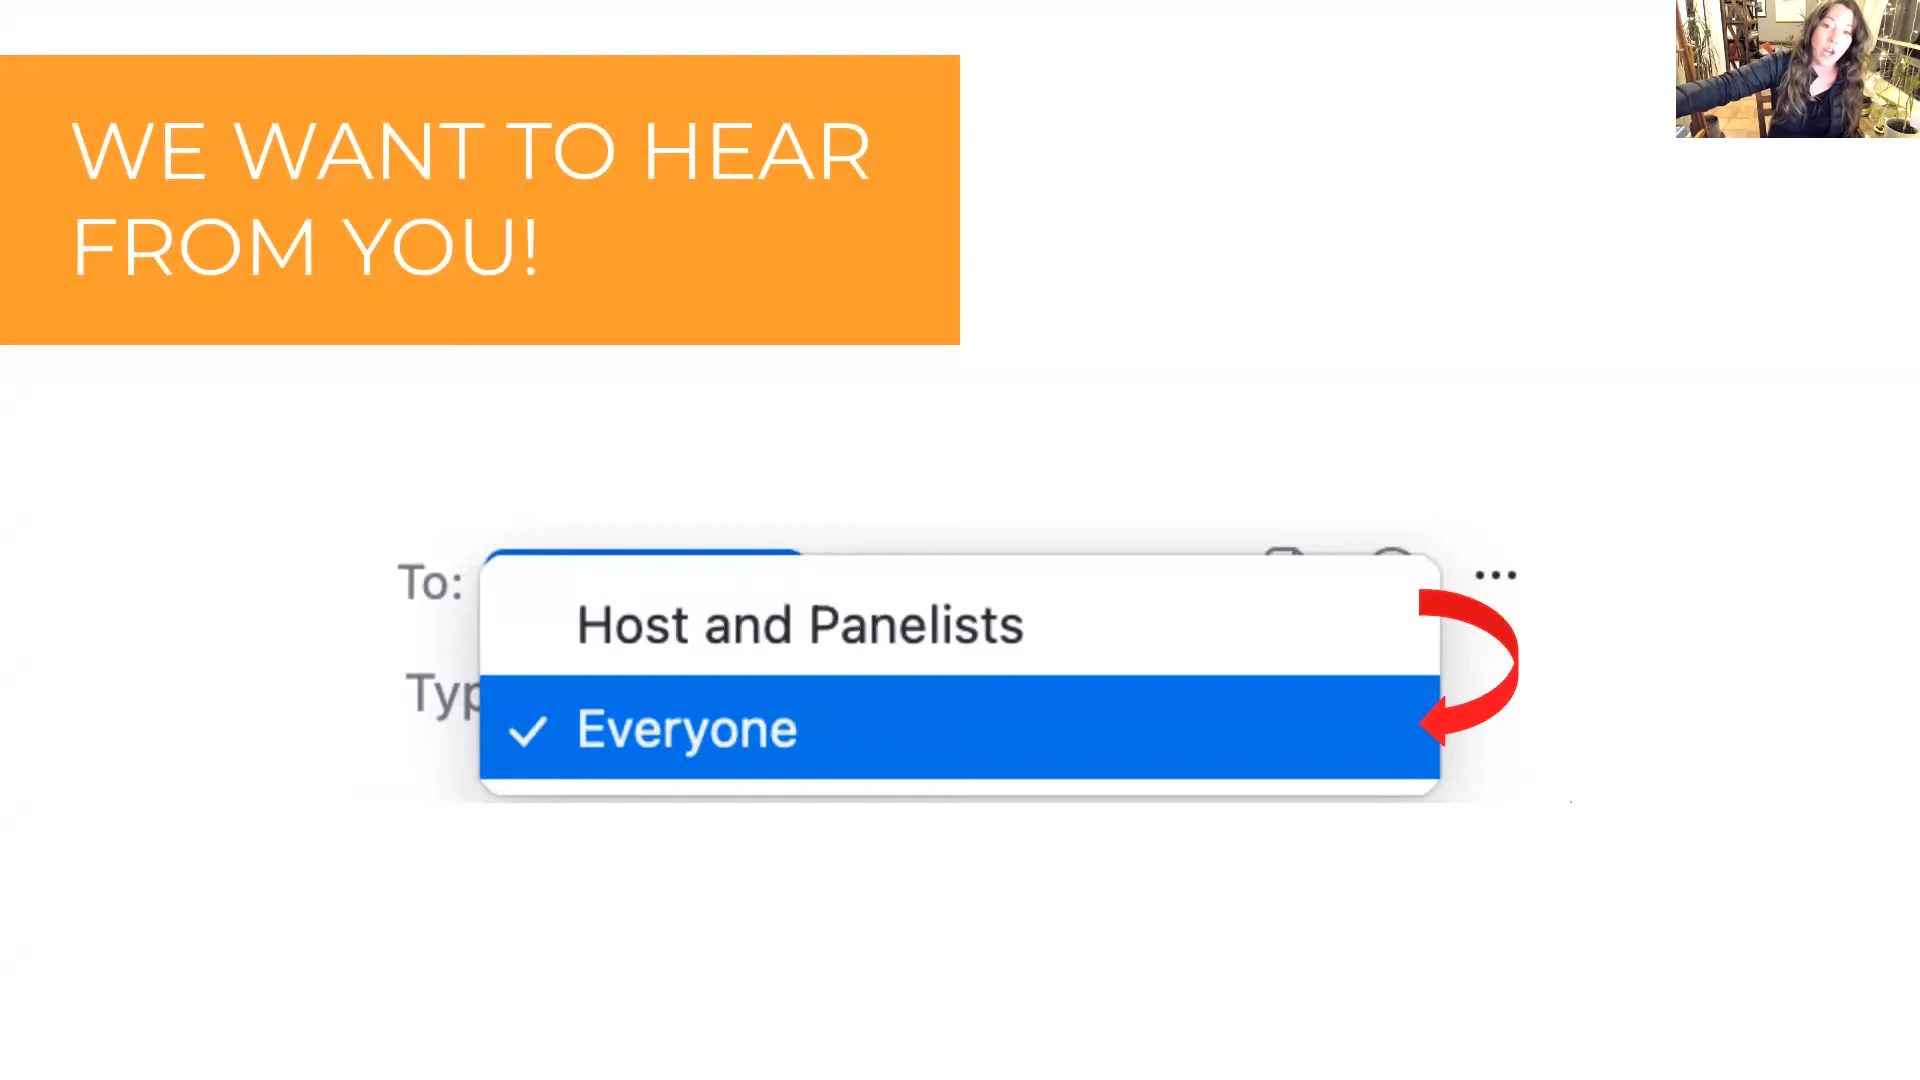 WE WANT TO HEAR
FROM YOU!
To:
Host and Panelists
Typ
Everyone